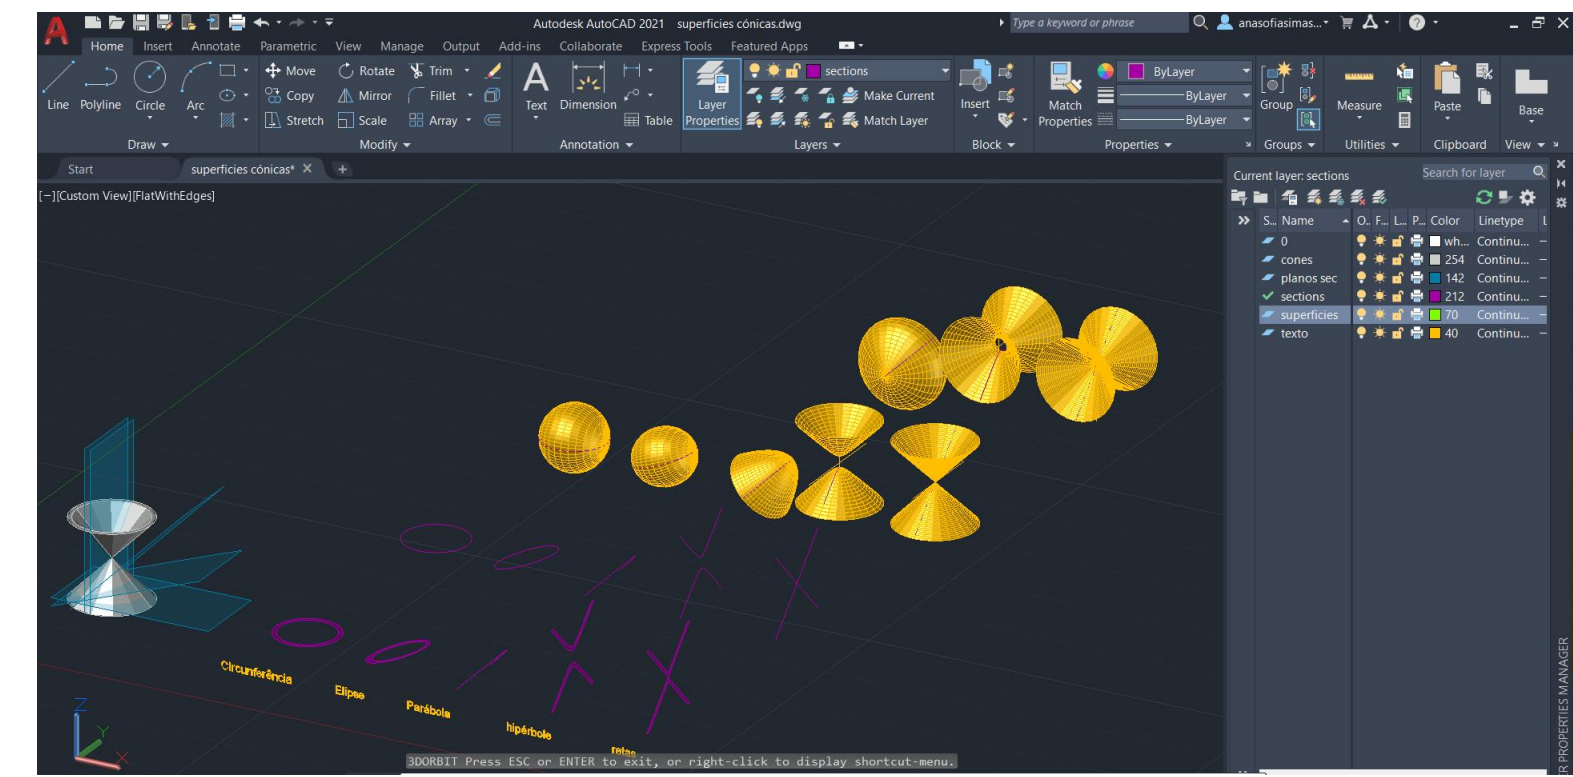 Autodesk AutoCAD 2021 superficies cónicas.dwg
Type a keyword or phrase
anasofiasimas...
Home Insert Annotate Parametric View Manage Output Add-ins Collaborate Express Tools Featured Apps
Line Polyline Circle Arc
Move Rotate Trim
Copy Mirror Fillet
Stretch Scale Array
Text Dimension
Table
Layer Properties
sections
Make Current
Match Layer
Insert
Match Properties
ByLayer
ByLayer
ByLayer
Group
Measure
Paste
Base
Draw Modify Annotation Layers Block Properties Groups Utilities Clipboard View
Start superficies cónicas* +
[−][Custom View][FlatWithEdges]
Current layer: sections
Search for layer
S... Name O.. F... L... P... Color Linetype L
0 wh... Continu...
cones 254 Continu...
planos sec 142 Continu...
sections 212 Continu...
superficies 70 Continu...
texto 40 Continu...
Circunferência
Elipse
Parábola
hipérbole
retas
Z
Y
X
3DORBIT Press ESC or ENTER to exit, or right-click to display shortcut-menu.
ER PROPERTIES MANAGER